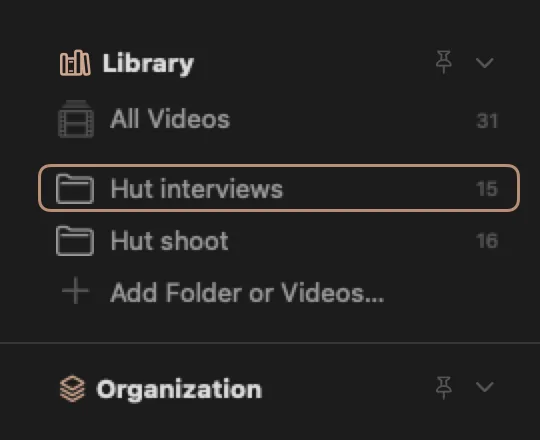 Library
All Videos 31
Hut interviews 15
Hut shoot 16
Add Folder or Videos...
Organization